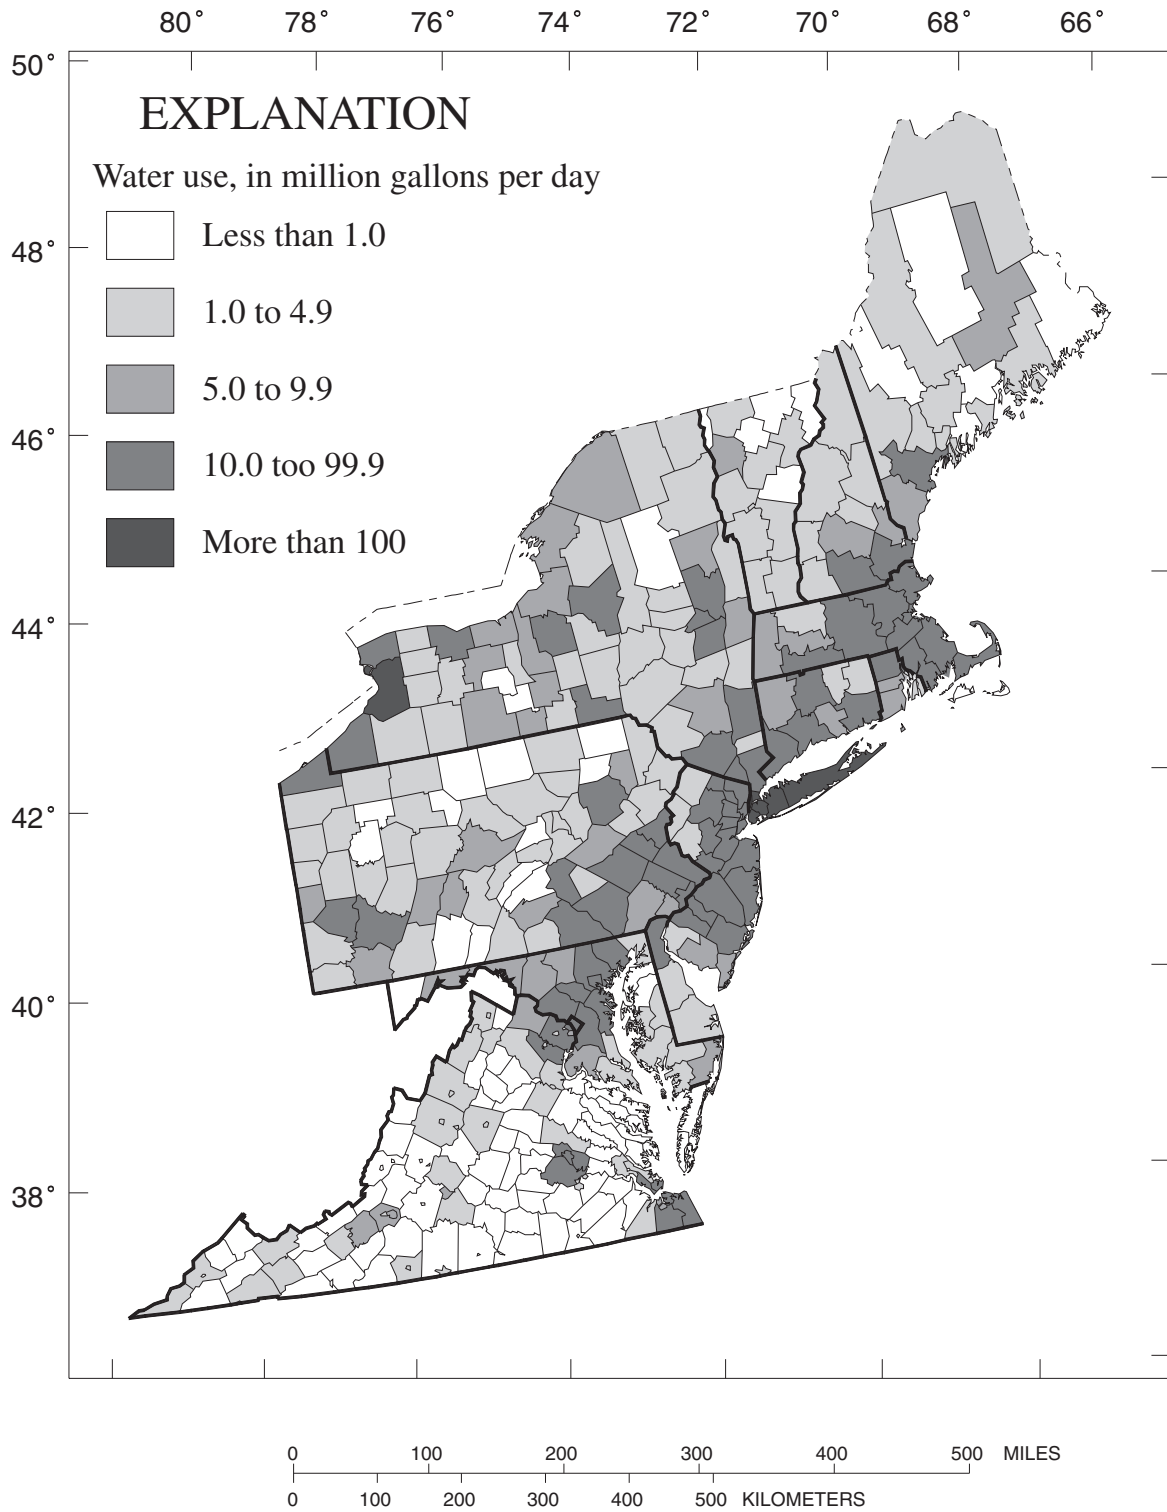 80° 78° 76° 74° 72° 70° 68° 66°
50°
EXPLANATION
Water use, in million gallons per day
Less than 1.0
48°
1.0 to 4.9
5.0 to 9.9
46°
10.0 too 99.9
More than 100
44°
42°
40°
38°
0 100 200 300 400 500 MILES
0 100 200 300 400 500 KILOMETERS